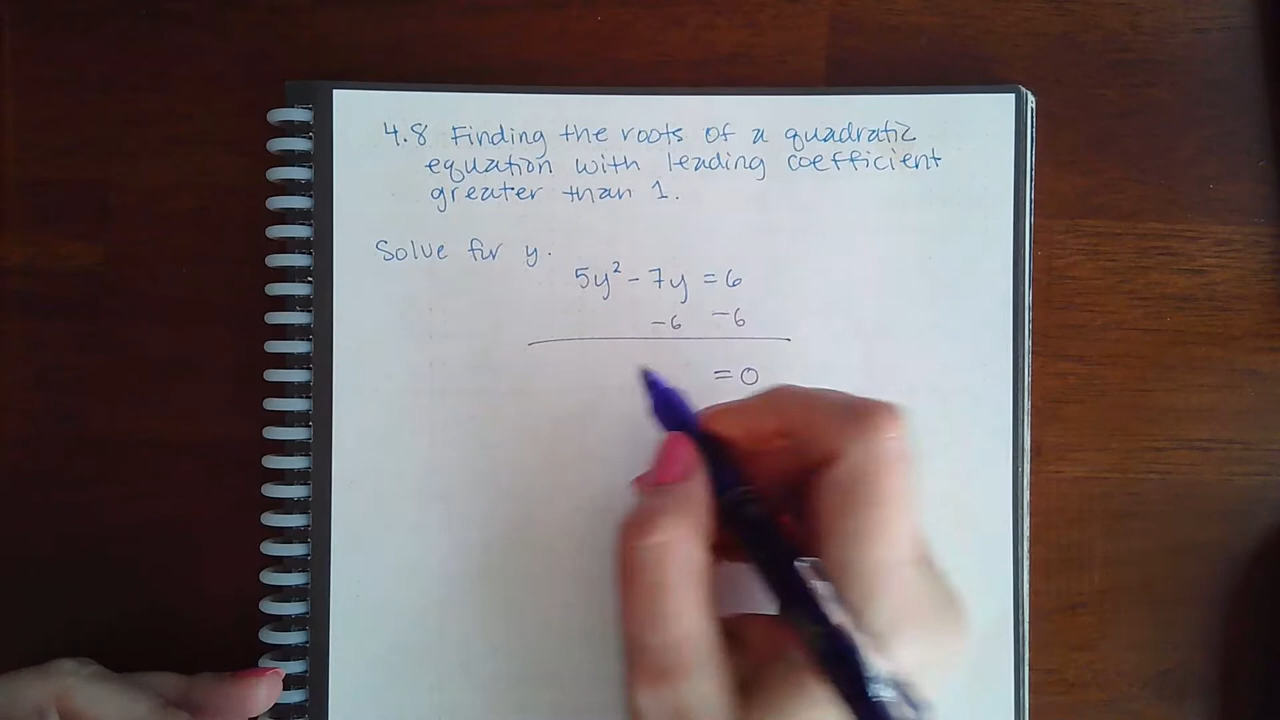 4.8 Finding the roots of a quadratic
equation with leading coefficient
greater than 1.
Solve for y.
5y² - 7y = 6
-6 -6
= 0